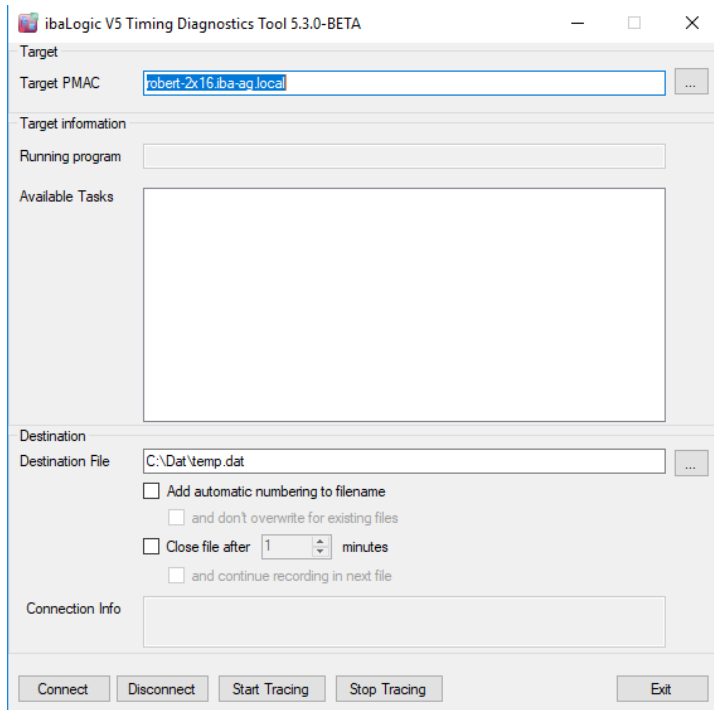 ibaLogic V5 Timing Diagnostics Tool 5.3.0-BETA
Target
Target PMAC robert-2x16.iba-ag.local ...
Target information
Running program
Available Tasks
Destination
Destination File C:\Dat\temp.dat ...
Add automatic numbering to filename
and don't overwrite for existing files
Close file after 1 minutes
and continue recording in next file
Connection Info
Connect Disconnect Start Tracing Stop Tracing Exit